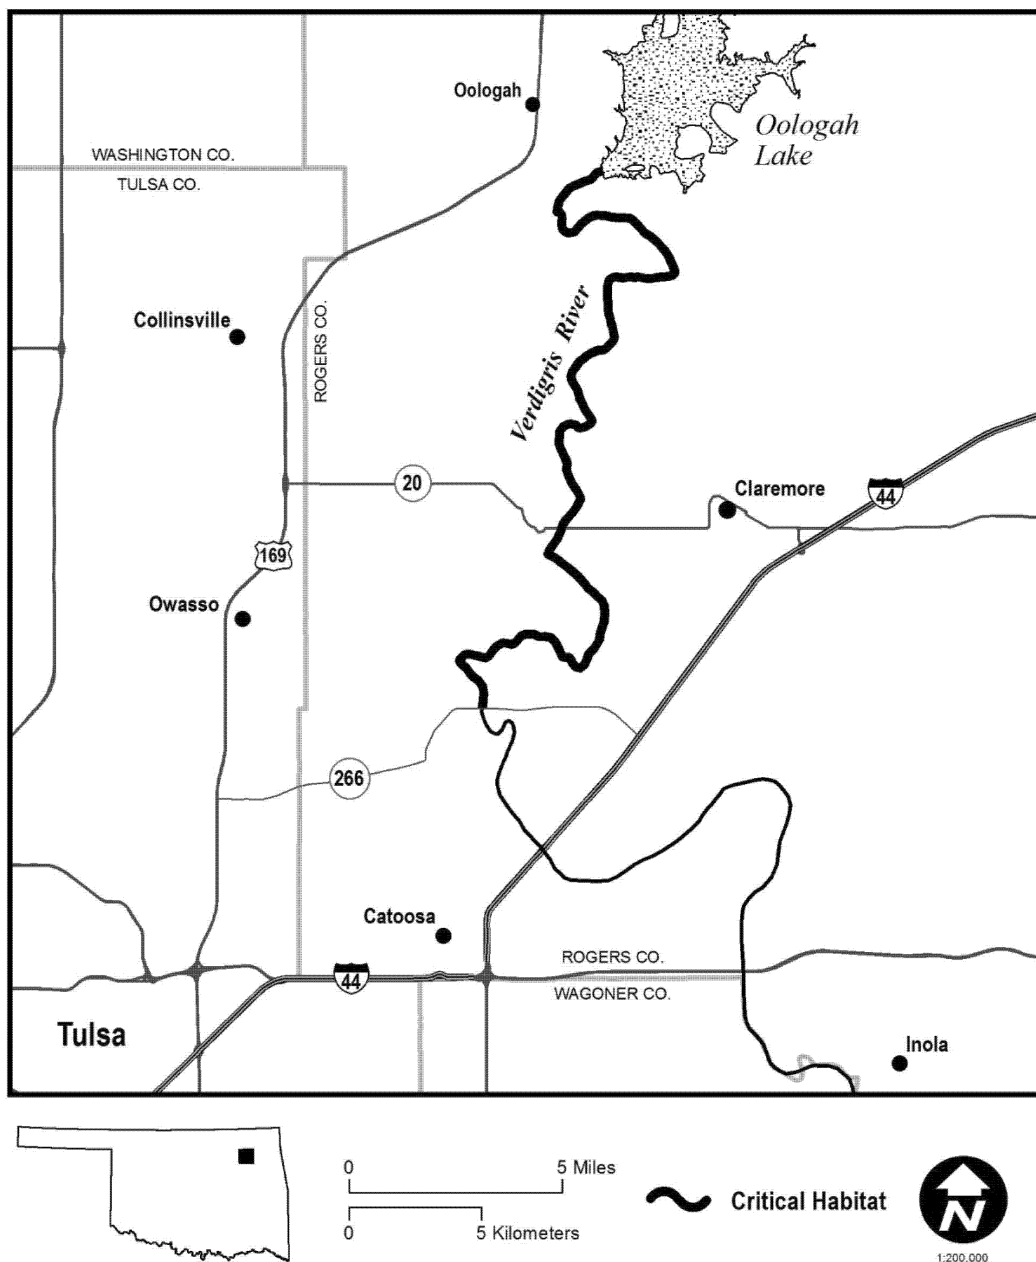 Oologah
Oologah
Lake
WASHINGTON CO.
TULSA CO.
Collinsville
ROGERS CO.
Verdigris River
20
Claremore
44
169
Owasso
266
Catoosa
ROGERS CO.
44
WAGONER CO.
Tulsa
Inola
0
5 Miles
0
5 Kilometers
Critical Habitat
N
1:200,000